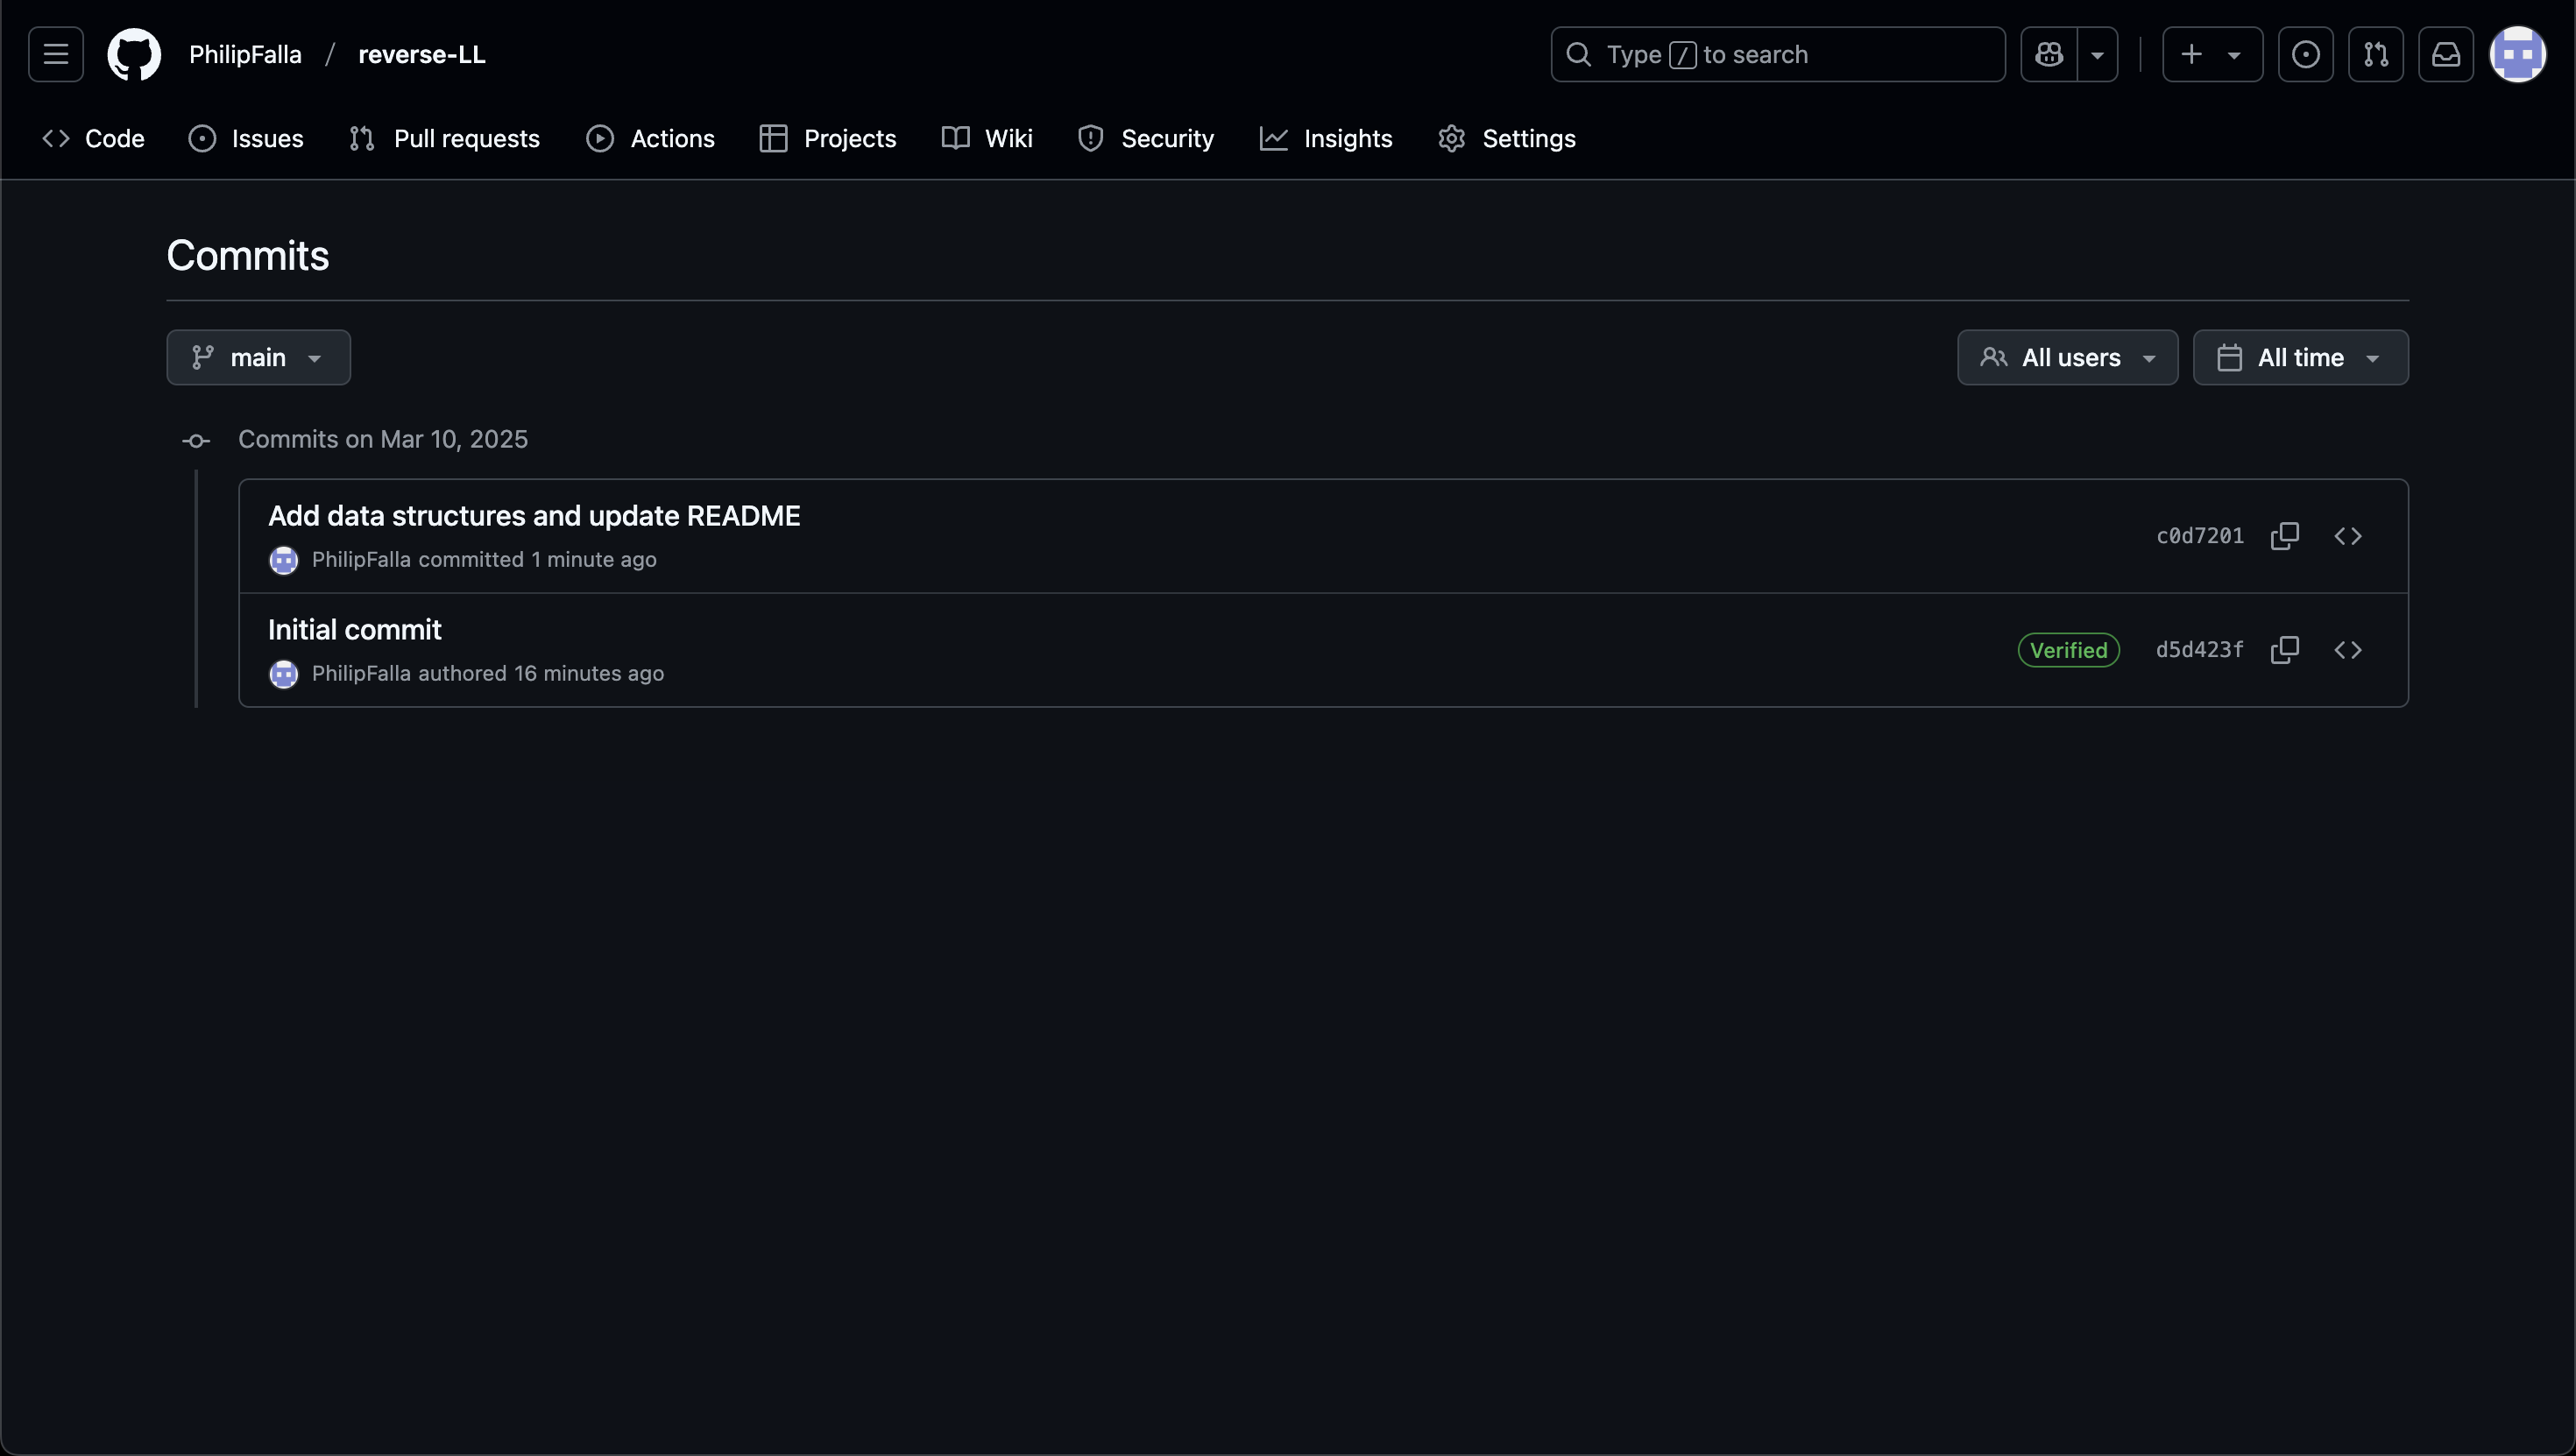 PhilipFalla / reverse-LL
Type / to search
Code Issues Pull requests Actions Projects Wiki Security Insights Settings
Commits
main
All users All time
Commits on Mar 10, 2025
Add data structures and update README
c0d7201
PhilipFalla committed 1 minute ago
Initial commit
Verified d5d423f
PhilipFalla authored 16 minutes ago